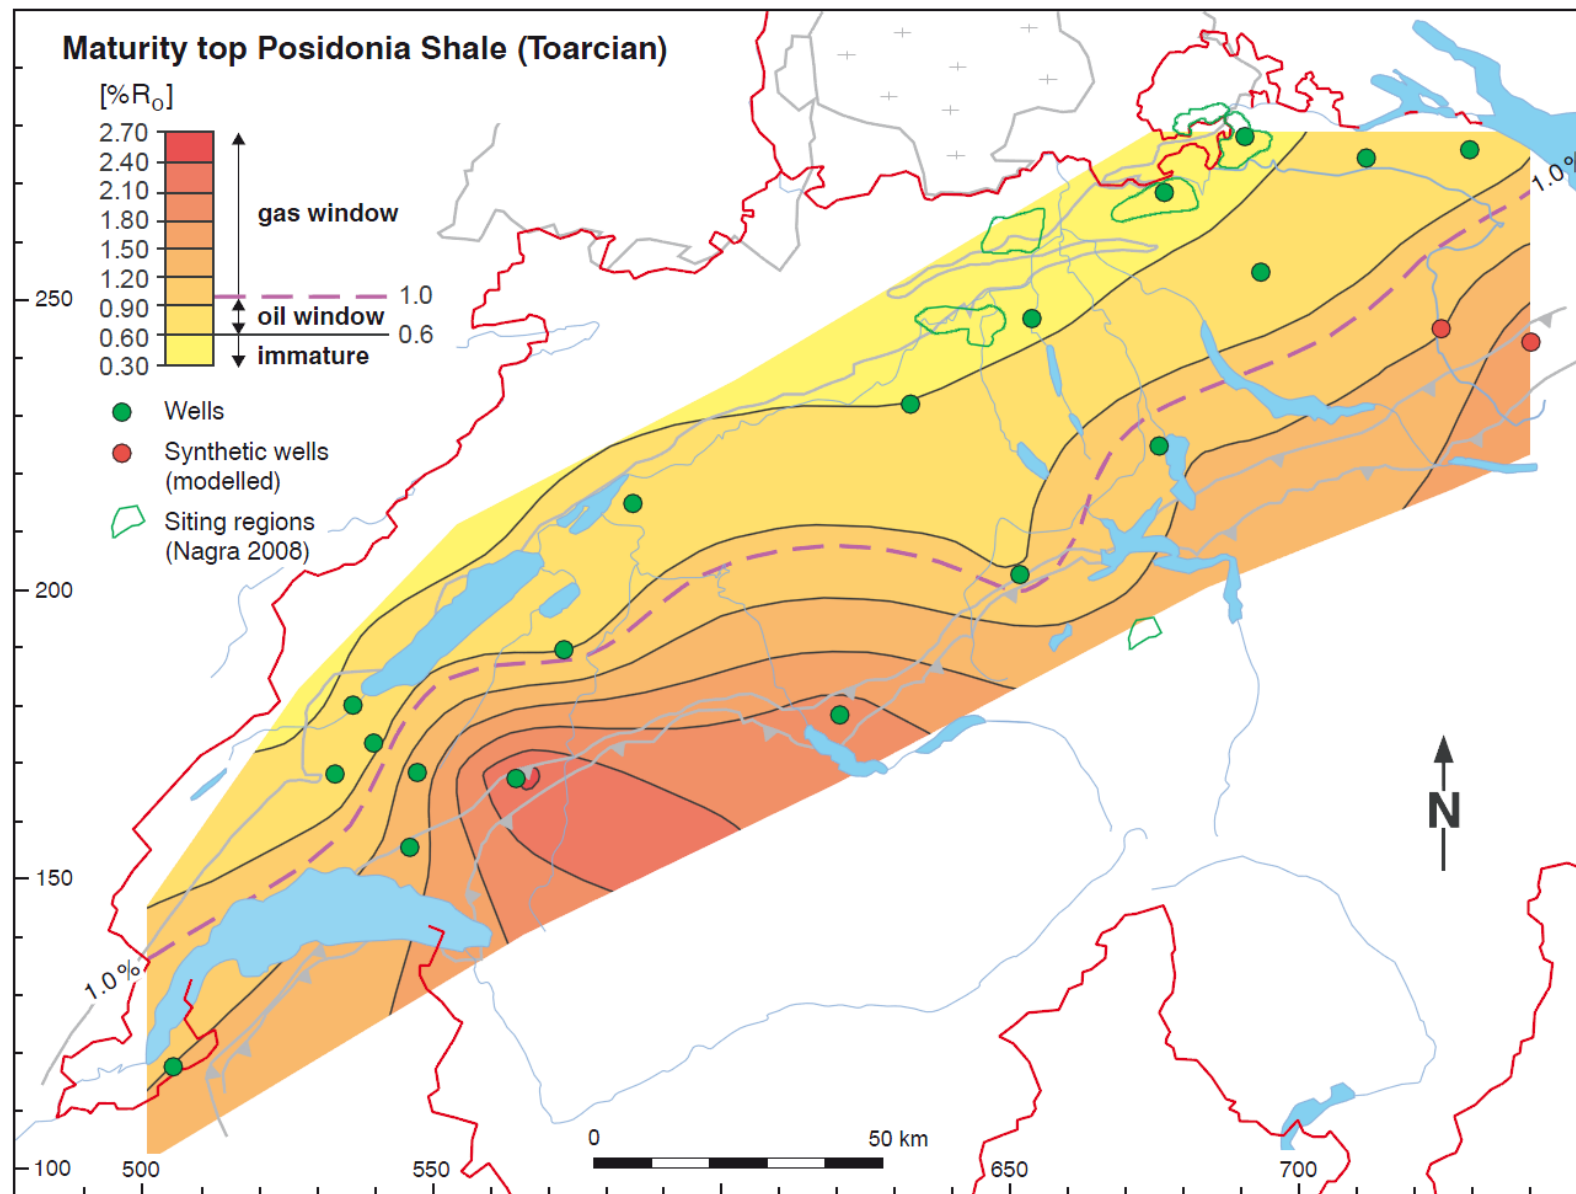 Maturity top Posidonia Shale (Toarcian)
[%Ro]
2.70
2.40
2.10
1.80
1.50
1.20
0.90
0.60
0.30
gas window
1.0
oil window
0.6
immature
Wells
Synthetic wells
(modelled)
Siting regions
(Nagra 2008)
1.0 %
1.0 %
250
200
150
100
500
550
650
700
0
50 km
N